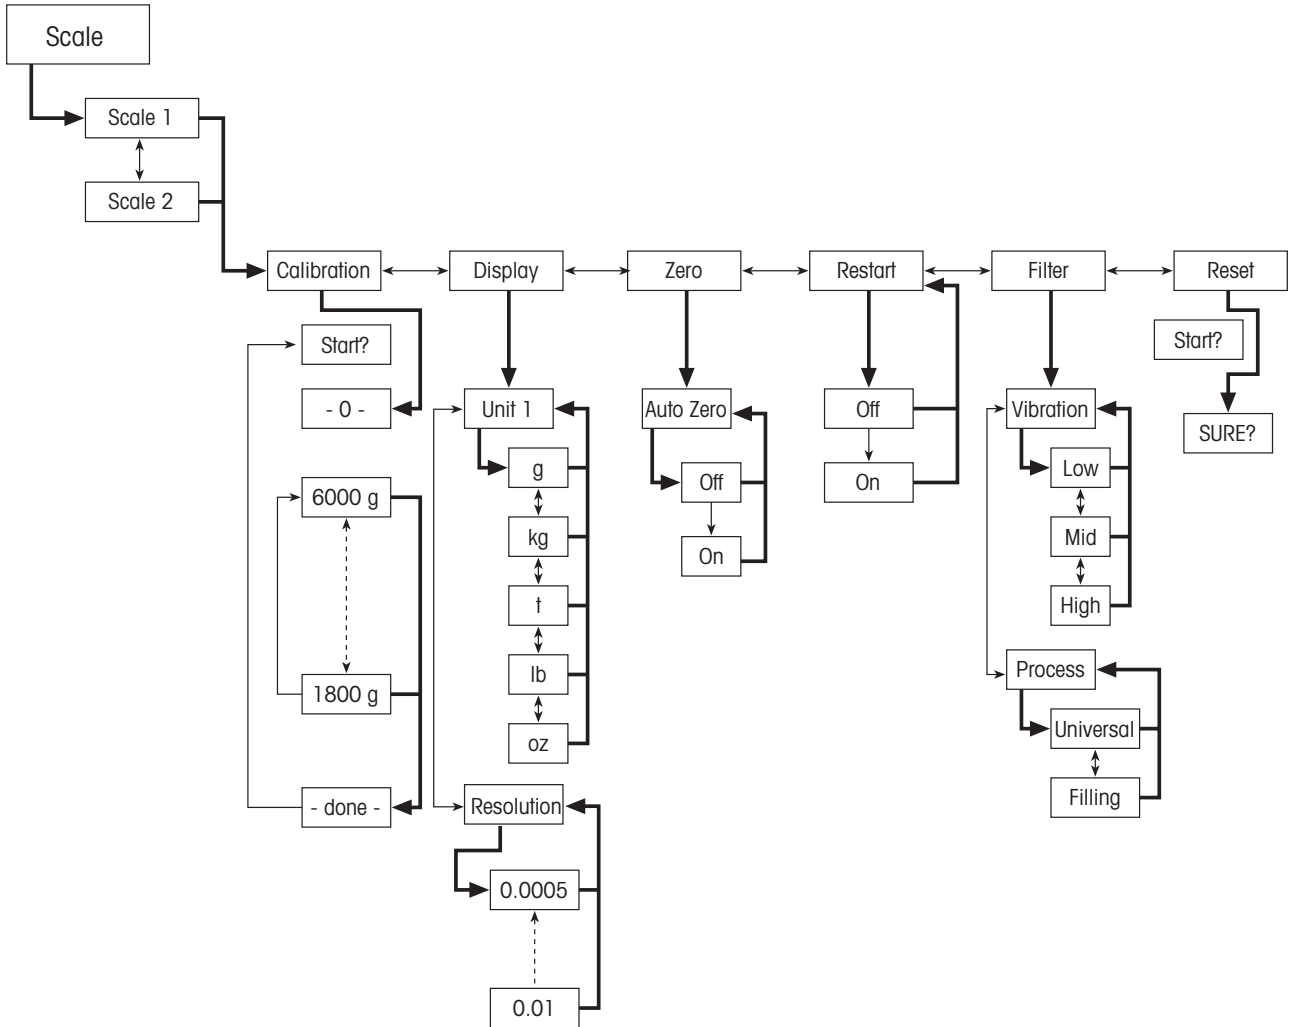 Scale
Scale 1
Scale 2
Calibration
Display
Zero
Restart
Filter
Reset
Start?
- 0 -
6000 g
1800 g
- done -
Unit 1
g
kg
t
lb
oz
Resolution
0.0005
0.01
Auto Zero
Off
On
Off
On
Vibration
Low
Mid
High
Process
Universal
Filling
Start?
SURE?